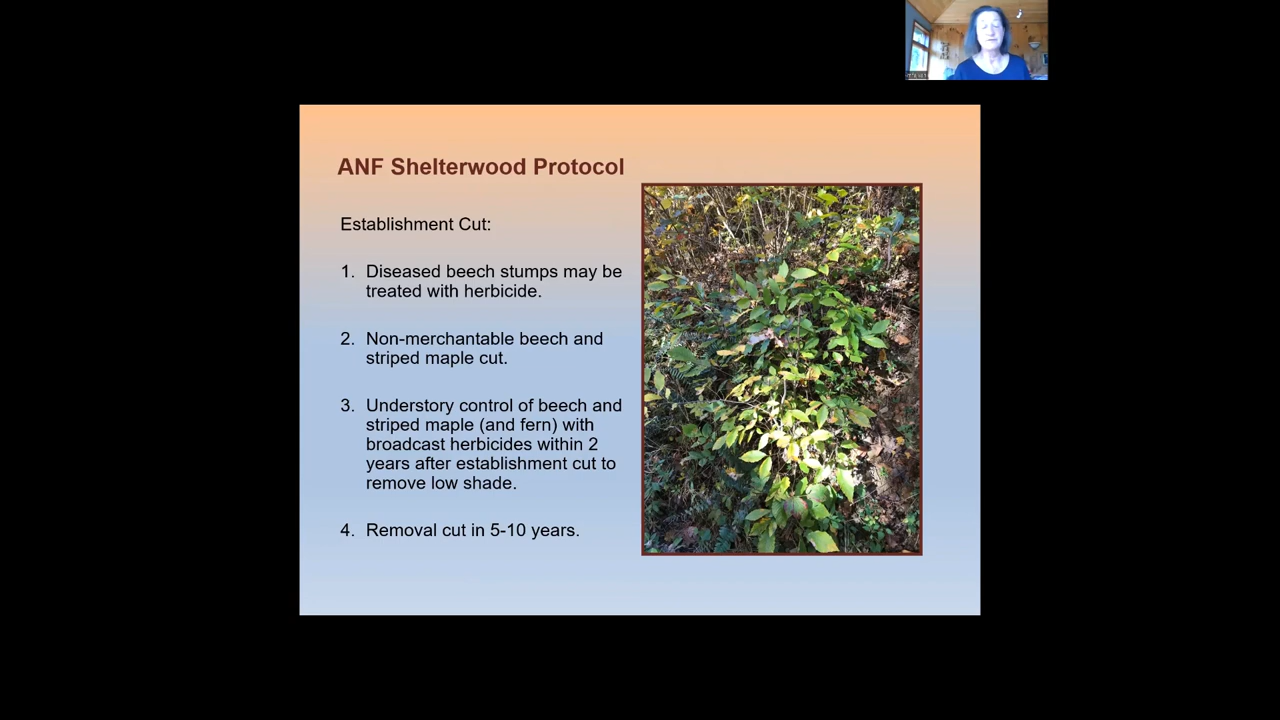 ANF Shelterwood Protocol
Establishment Cut:
1. Diseased beech stumps may be
treated with herbicide.
2. Non-merchantable beech and
striped maple cut.
3. Understory control of beech and
striped maple (and fern) with
broadcast herbicides within 2
years after establishment cut to
remove low shade.
4. Removal cut in 5-10 years.